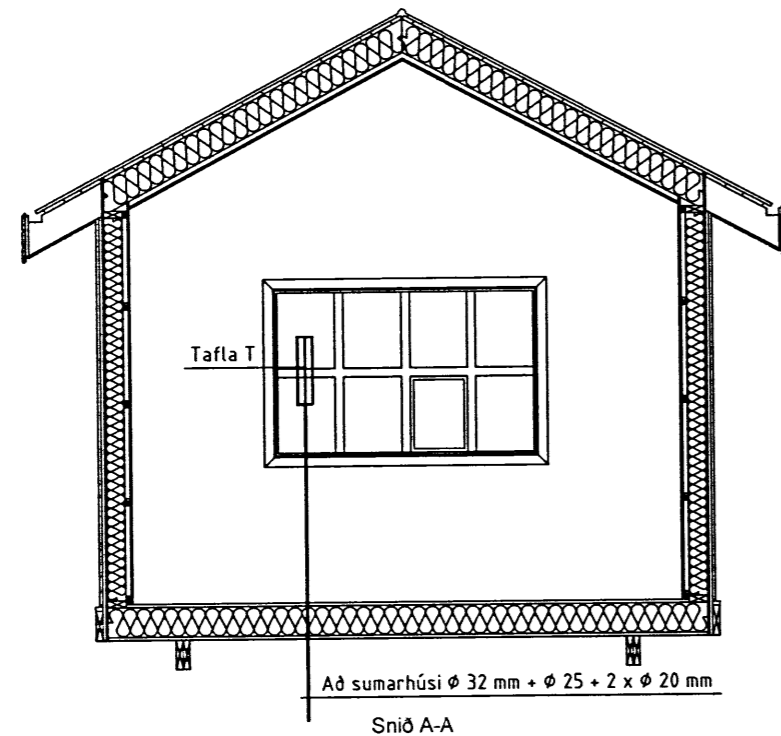 Tafla T
Að sumarhúsi φ 32 mm + φ 25 + 2 x φ 20 mm
Snið A-A